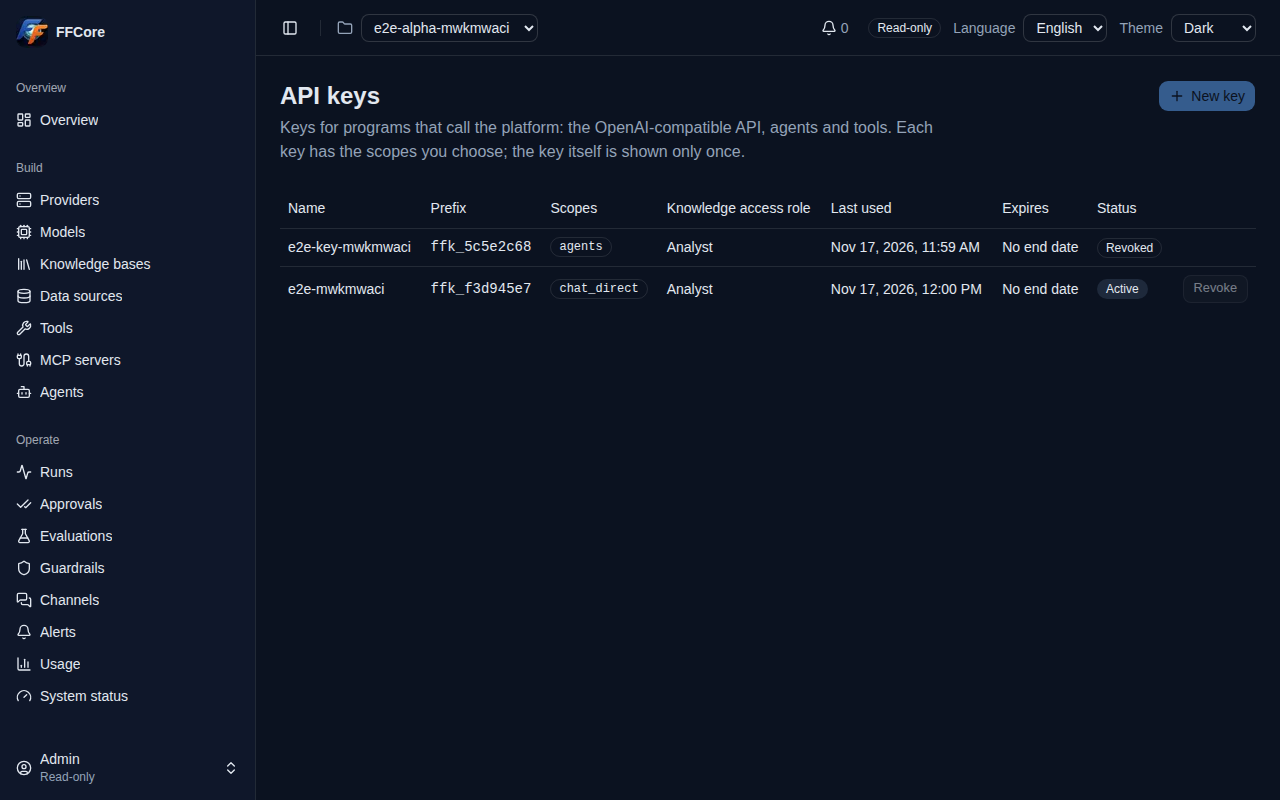 FFCore
e2e-alpha-mwkmwaci
0
Read-only
Language
English
Theme
Dark
Overview
Overview
Build
Providers
Models
Knowledge bases
Data sources
Tools
MCP servers
Agents
Operate
Runs
Approvals
Evaluations
Guardrails
Channels
Alerts
Usage
System status
Admin
Read-only
API keys
New key
Keys for programs that call the platform: the OpenAI-compatible API, agents and tools. Each
key has the scopes you choose; the key itself is shown only once.
Name Prefix Scopes Knowledge access role Last used Expires Status
e2e-key-mwkmwaci ffk_5c5e2c68 agents Analyst Nov 17, 2026, 11:59 AM No end date Revoked
e2e-mwkmwaci ffk_f3d945e7 chat_direct Analyst Nov 17, 2026, 12:00 PM No end date Active Revoke